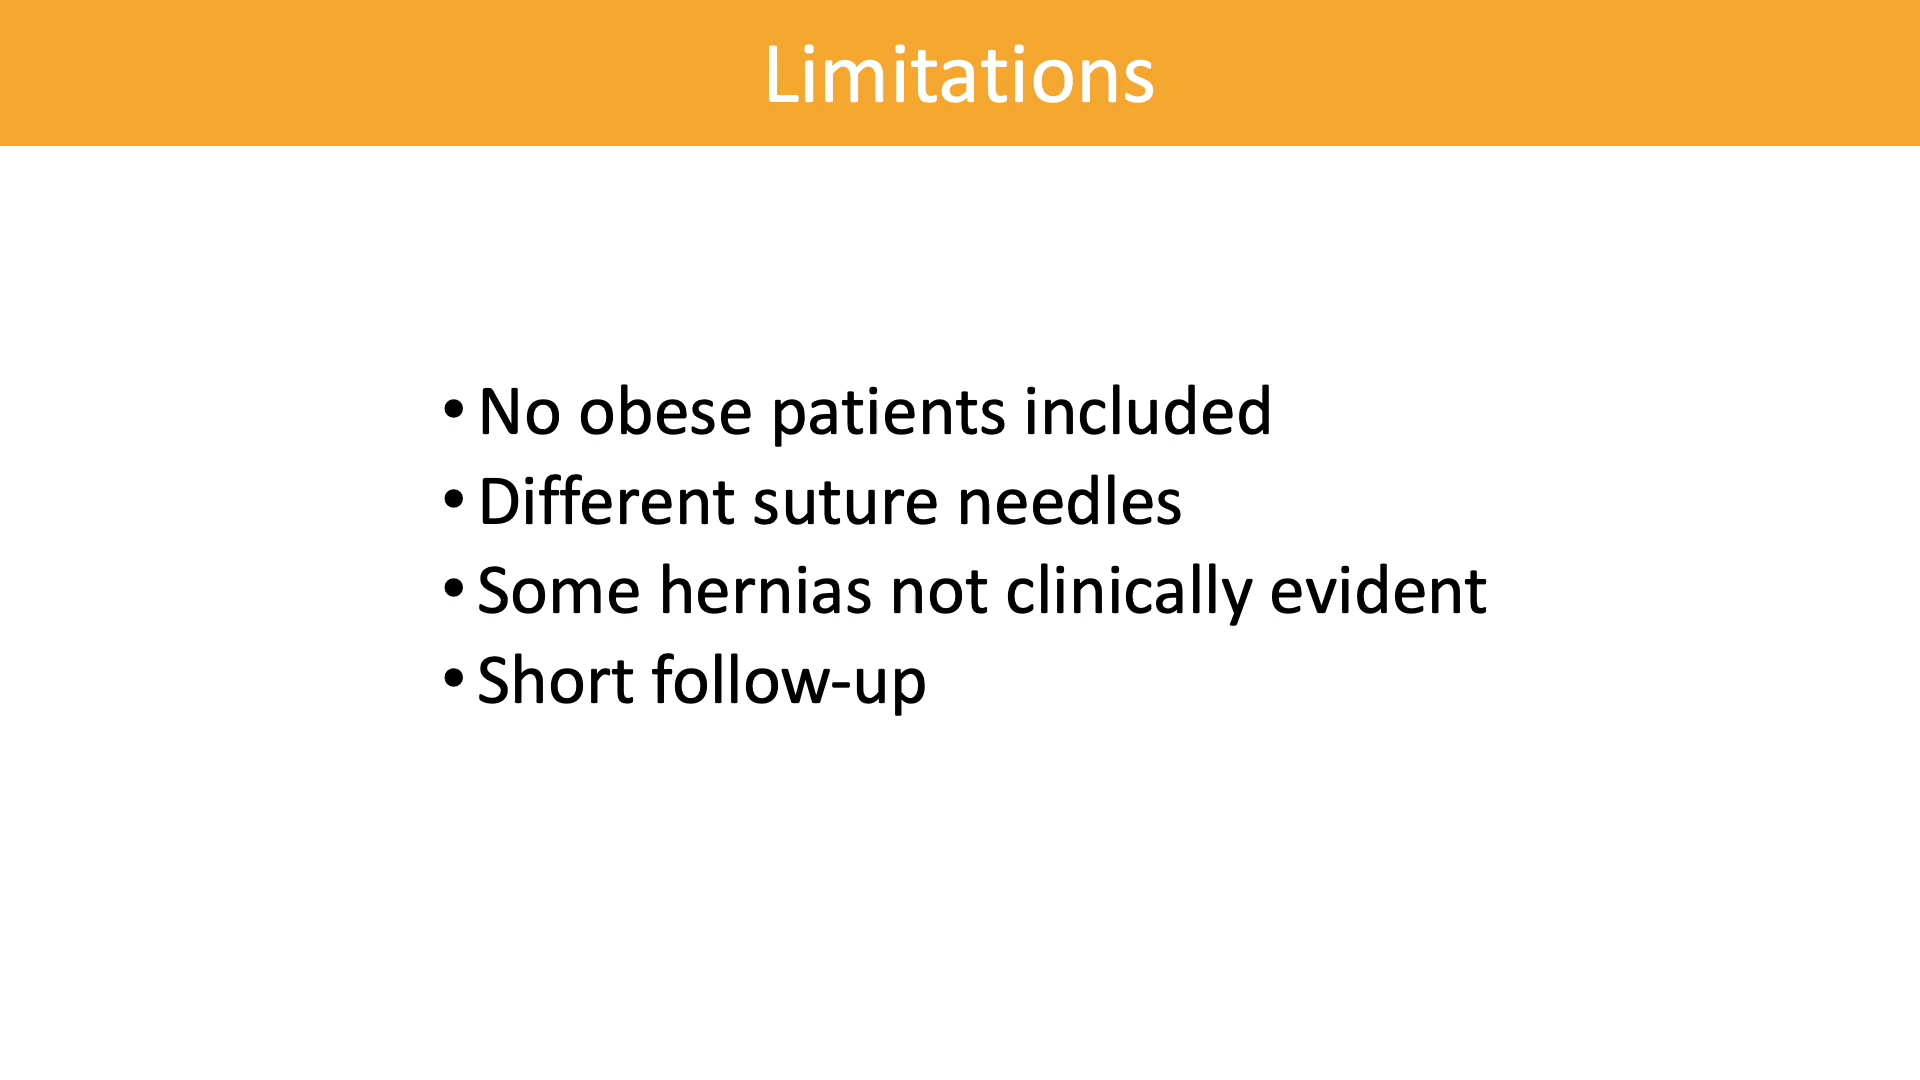 Limitations
• No obese patients included
• Different suture needles
• Some hernias not clinically evident
• Short follow-up